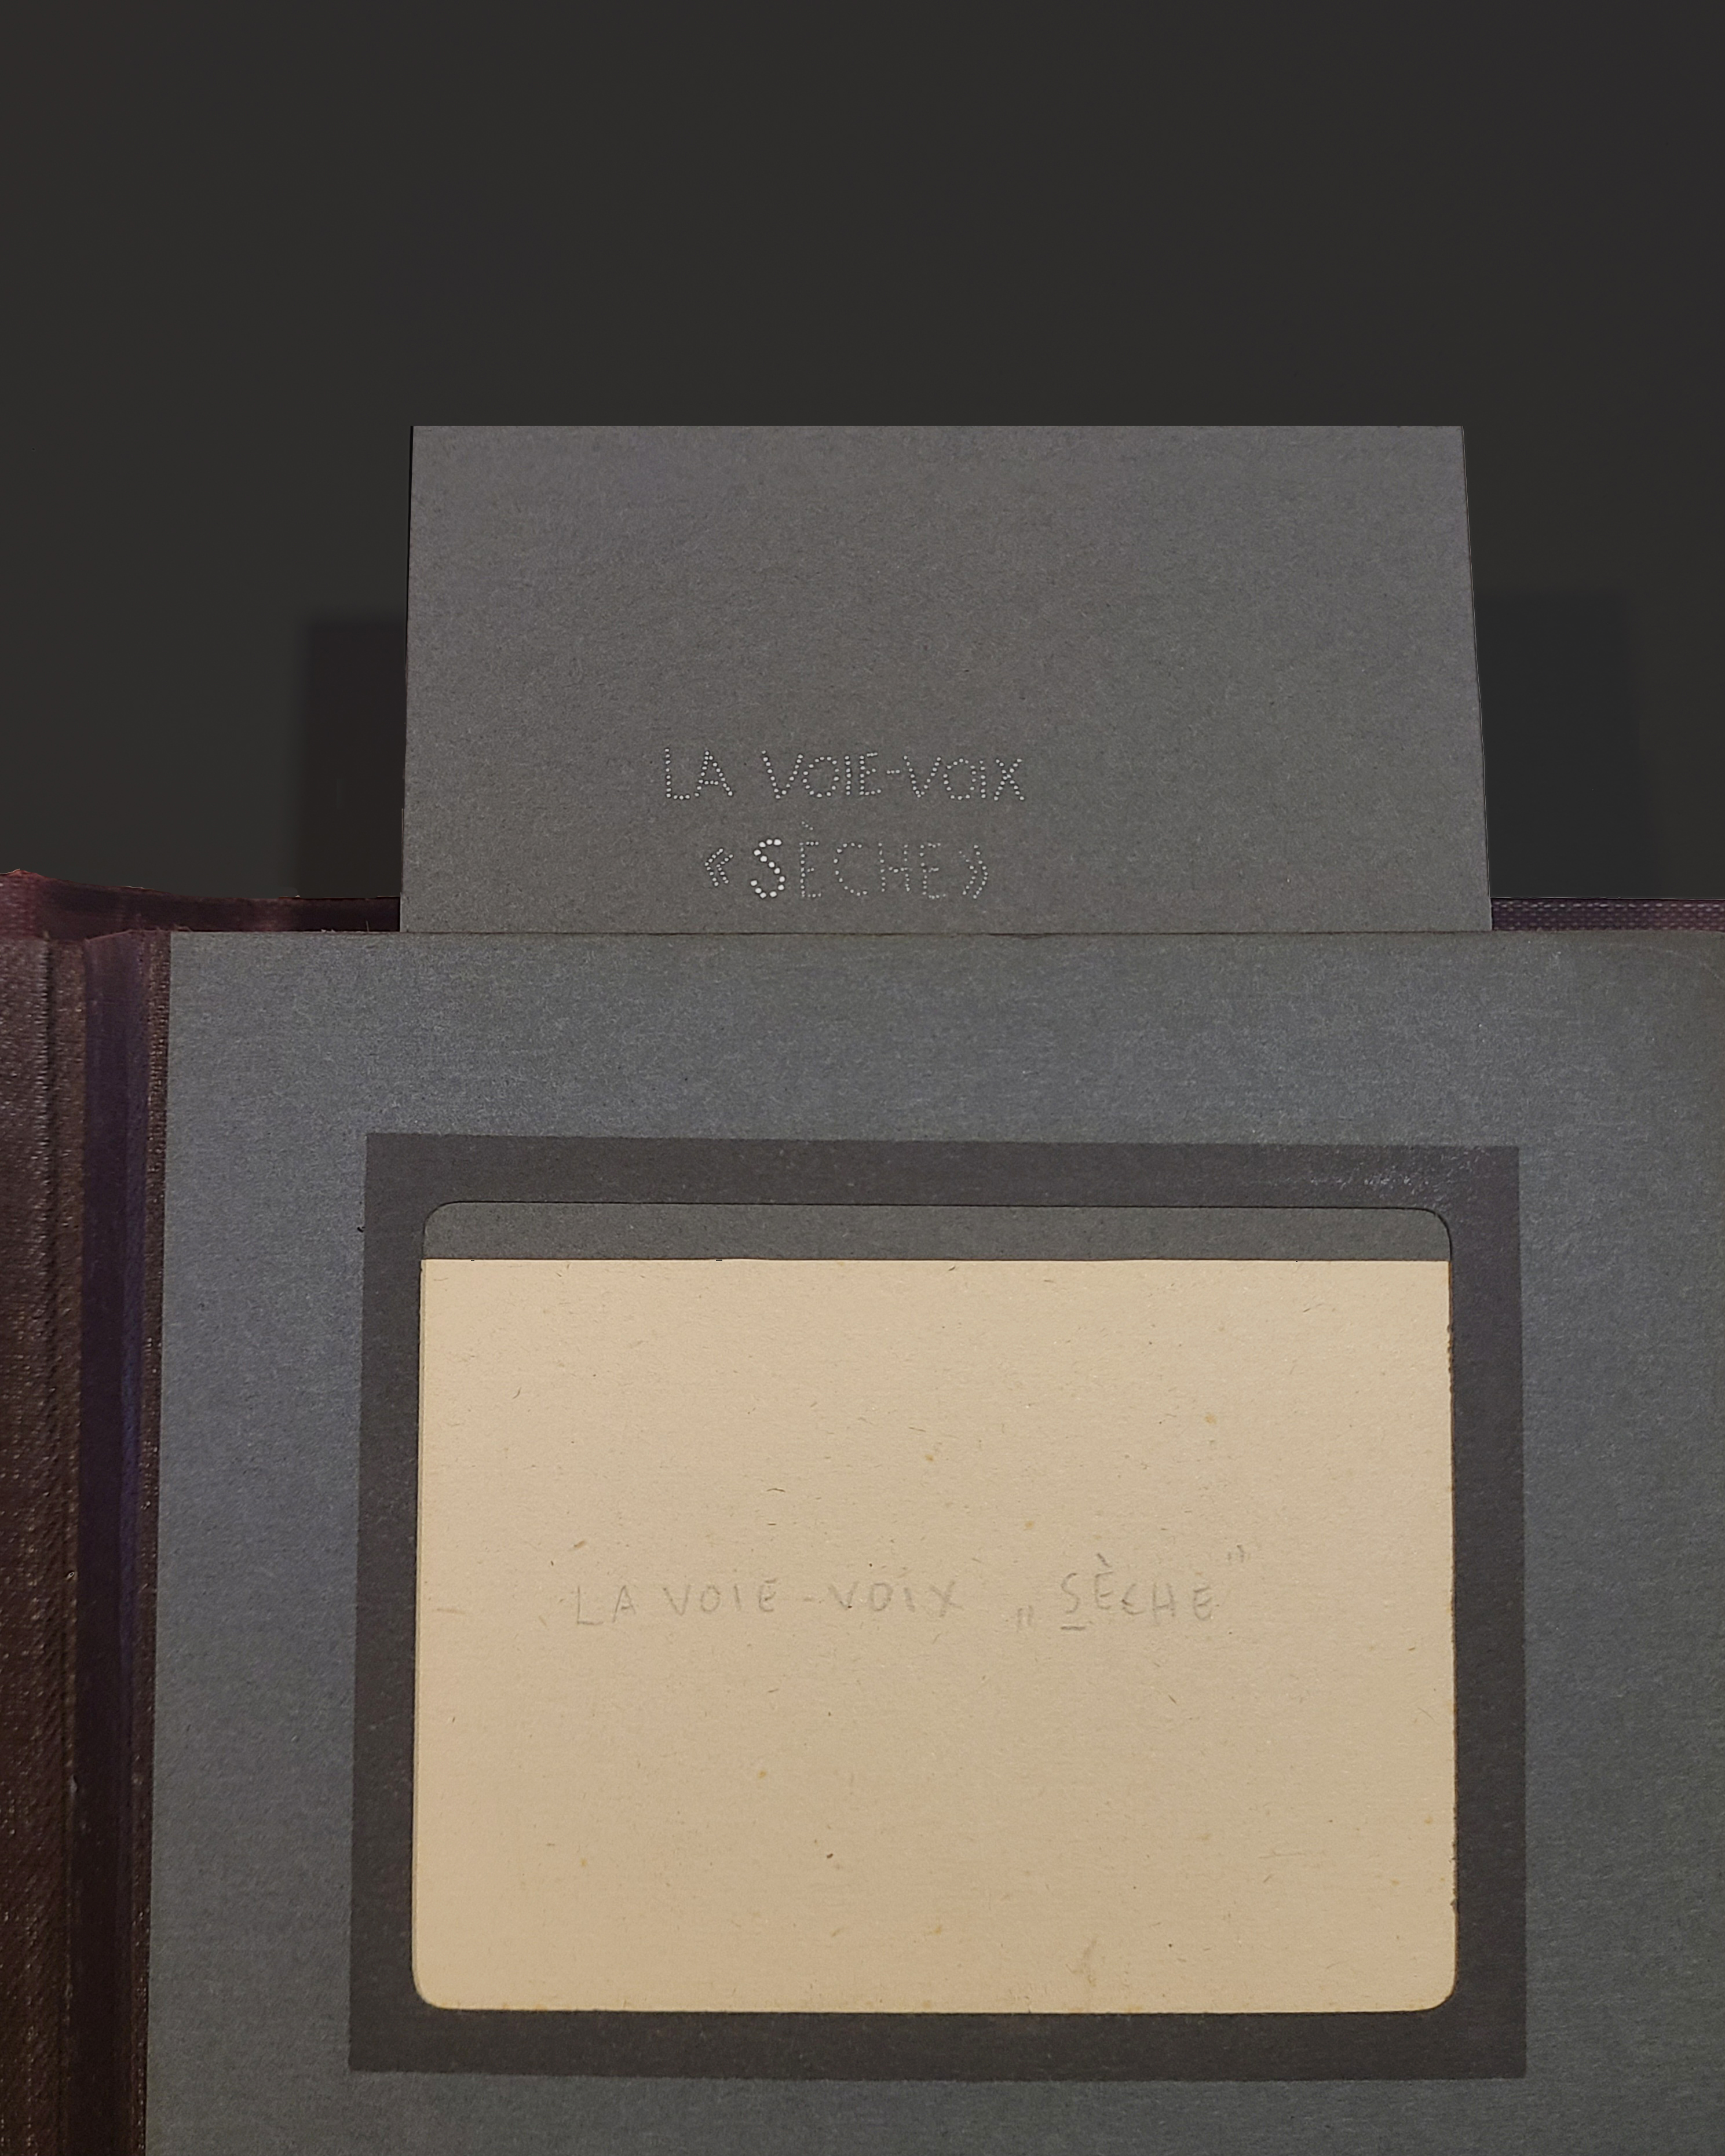 LA VOIE-VOIX
«SÈCHE»
LA VOIE-VOIX „SÈCHE”